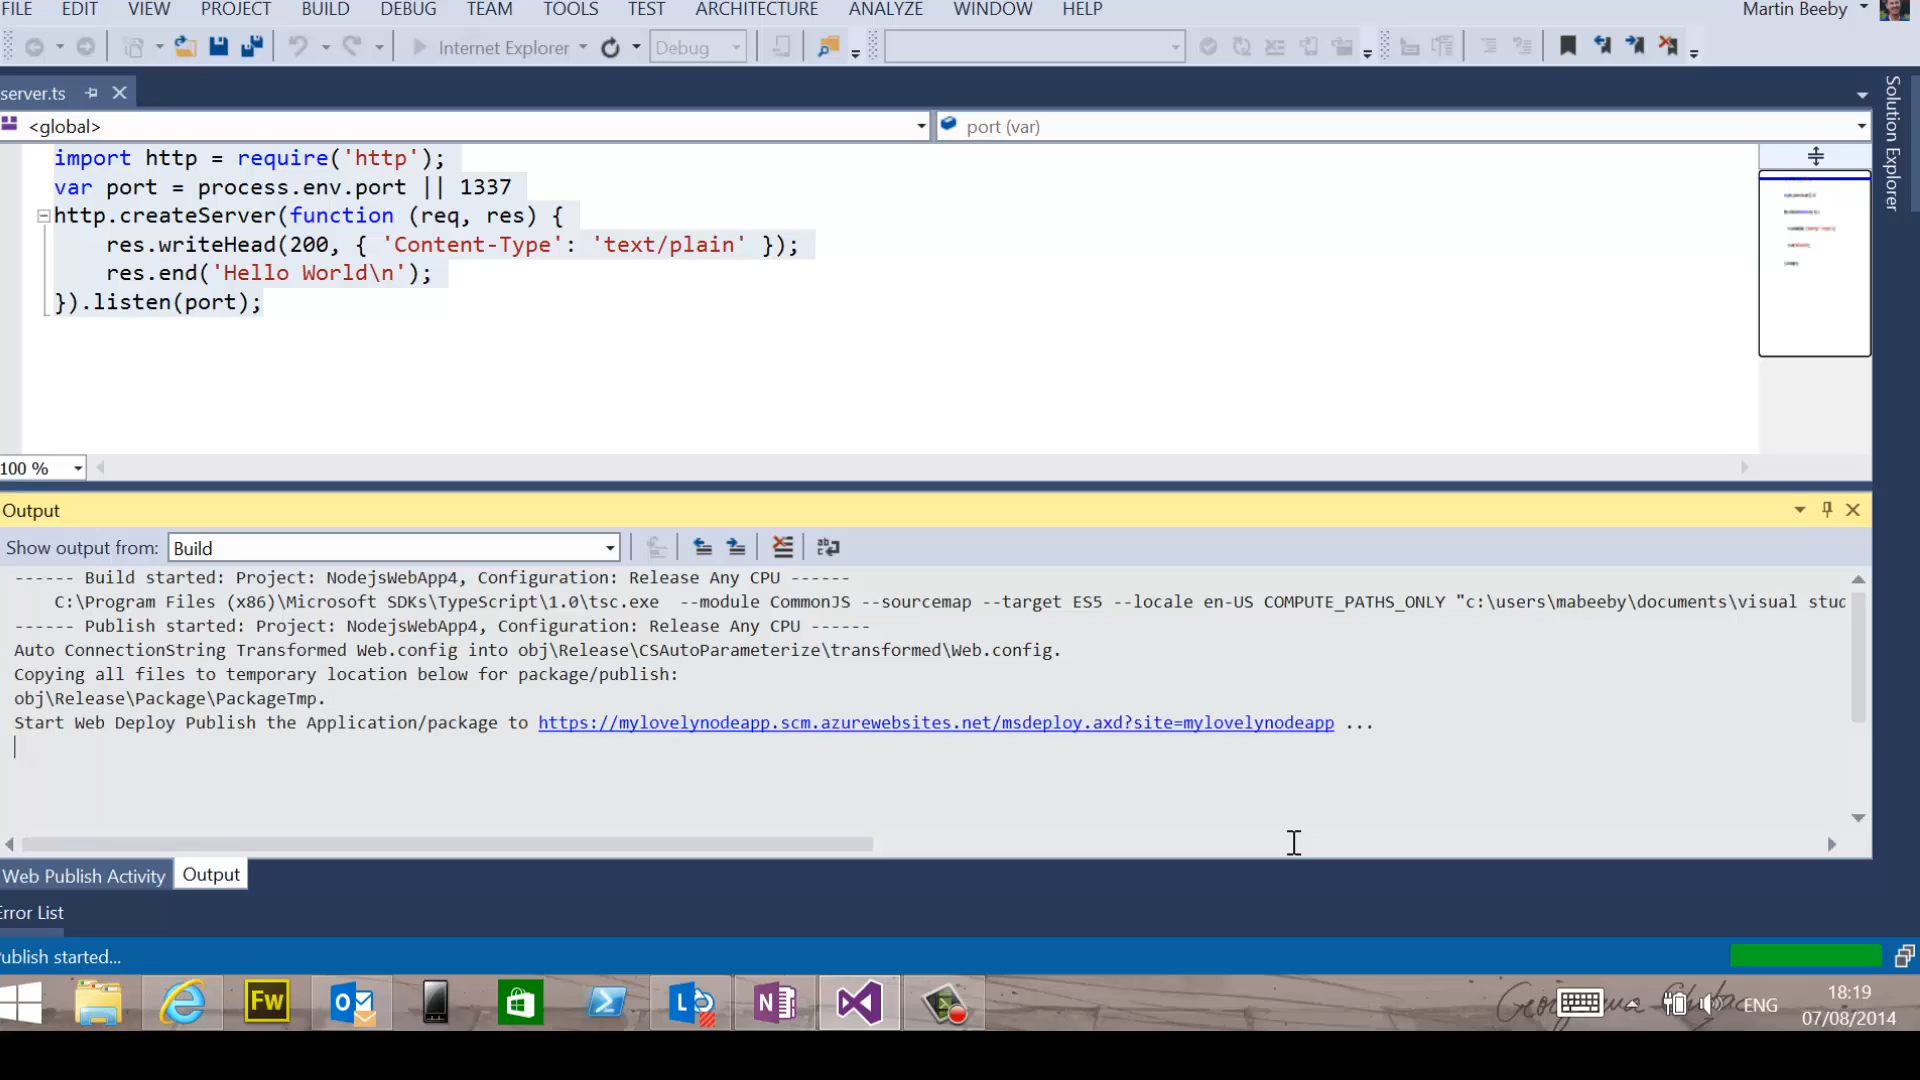 FILE EDIT VIEW PROJECT BUILD DEBUG TEAM TOOLS TEST ARCHITECTURE ANALYZE WINDOW HELP Martin Beeby
Internet Explorer Debug
server.ts
<global> port (var)
import http = require('http');
var port = process.env.port || 1337
http.createServer(function (req, res) {
res.writeHead(200, { 'Content-Type': 'text/plain' });
res.end('Hello World\n');
}).listen(port);
Solution Explorer
100 %
Output
Show output from: Build
------ Build started: Project: NodejsWebApp4, Configuration: Release Any CPU ------
C:\Program Files (x86)\Microsoft SDKs\TypeScript\1.0\tsc.exe --module CommonJS --sourcemap --target ES5 --locale en-US COMPUTE_PATHS_ONLY "c:\users\mabeeby\documents\visual stud
------ Publish started: Project: NodejsWebApp4, Configuration: Release Any CPU ------
Auto ConnectionString Transformed Web.config into obj\Release\CSAutoParameterize\transformed\Web.config.
Copying all files to temporary location below for package/publish:
obj\Release\Package\PackageTmp.
Start Web Deploy Publish the Application/package to https://mylovelynodeapp.scm.azurewebsites.net/msdeploy.axd?site=mylovelynodeapp ...
Web Publish Activity Output
Error List
ublish started...
Fw
ENG
18:19
07/08/2014